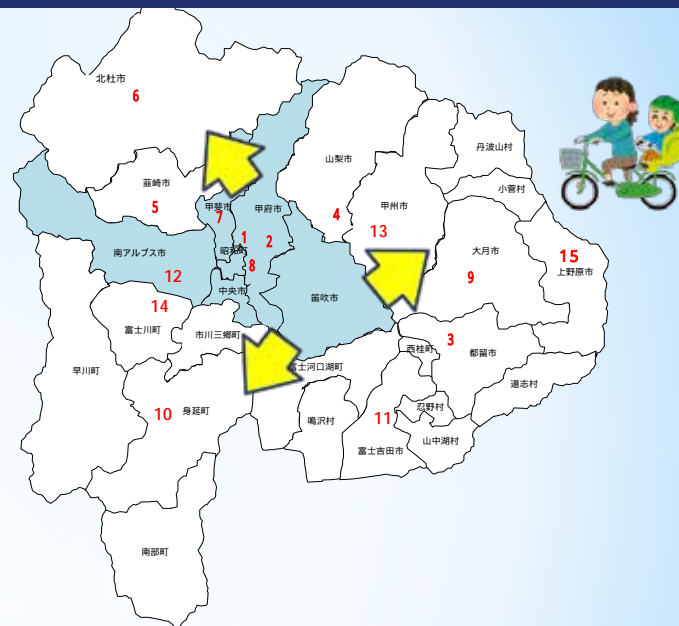 北杜市
6
山梨市
丹波山村
韮崎市
小菅村
5
甲斐市
甲府市
4
甲州市
7
13
1
2
昭和町
大月市
15
南アルプス市
8
上野原市
12
中央市
9
14
笛吹市
富士川町
市川三郷町
3
西桂町
都留市
早川町
富士河口湖町
道志村
10
身延町
11
忍野村
鳴沢村
山中湖村
富士吉田市
南部町